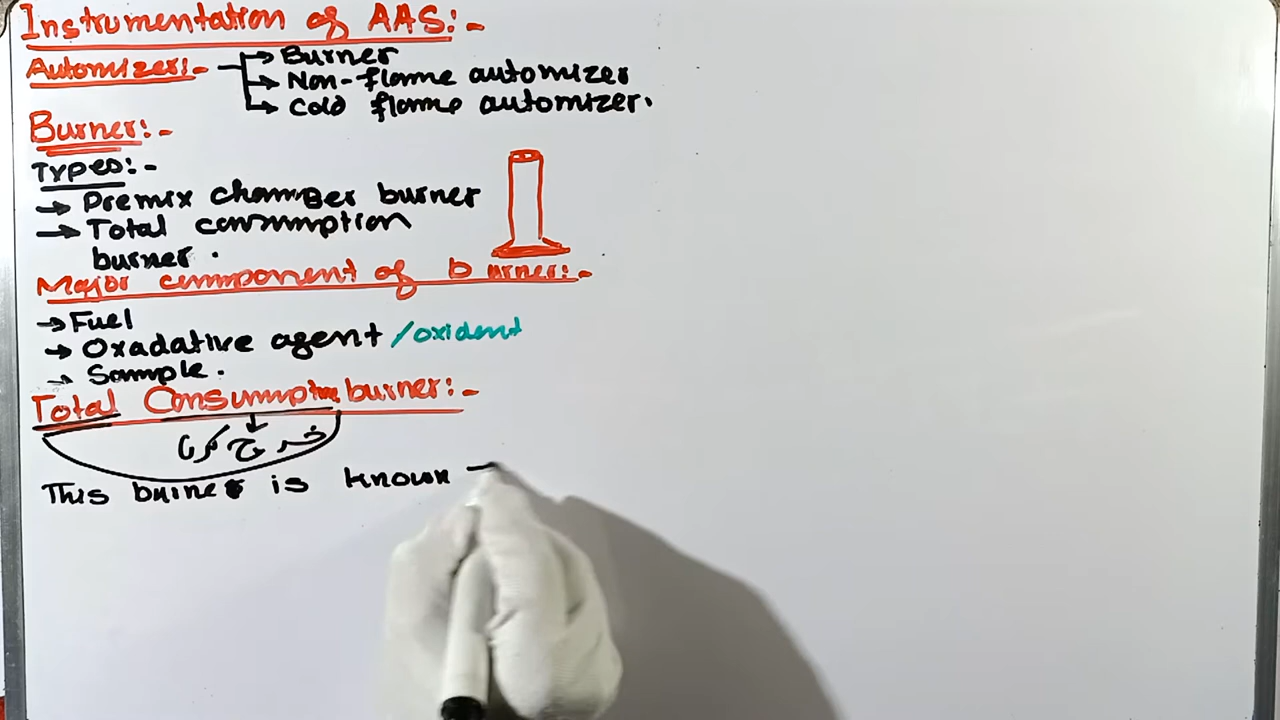 Instrumentation of AAS:-
Automizer:- → Burner
→ Non-flame automizer
→ Cold flame automizer.
Burner:-
Types:-
→ Premix chamber burner
→ Total consumption
burner.
Major component of burner:-
→ Fuel
→ Oxadative agent /oxident
→ Sample.
Total Consumption burner:-
خرچ کرنا
This burner is known